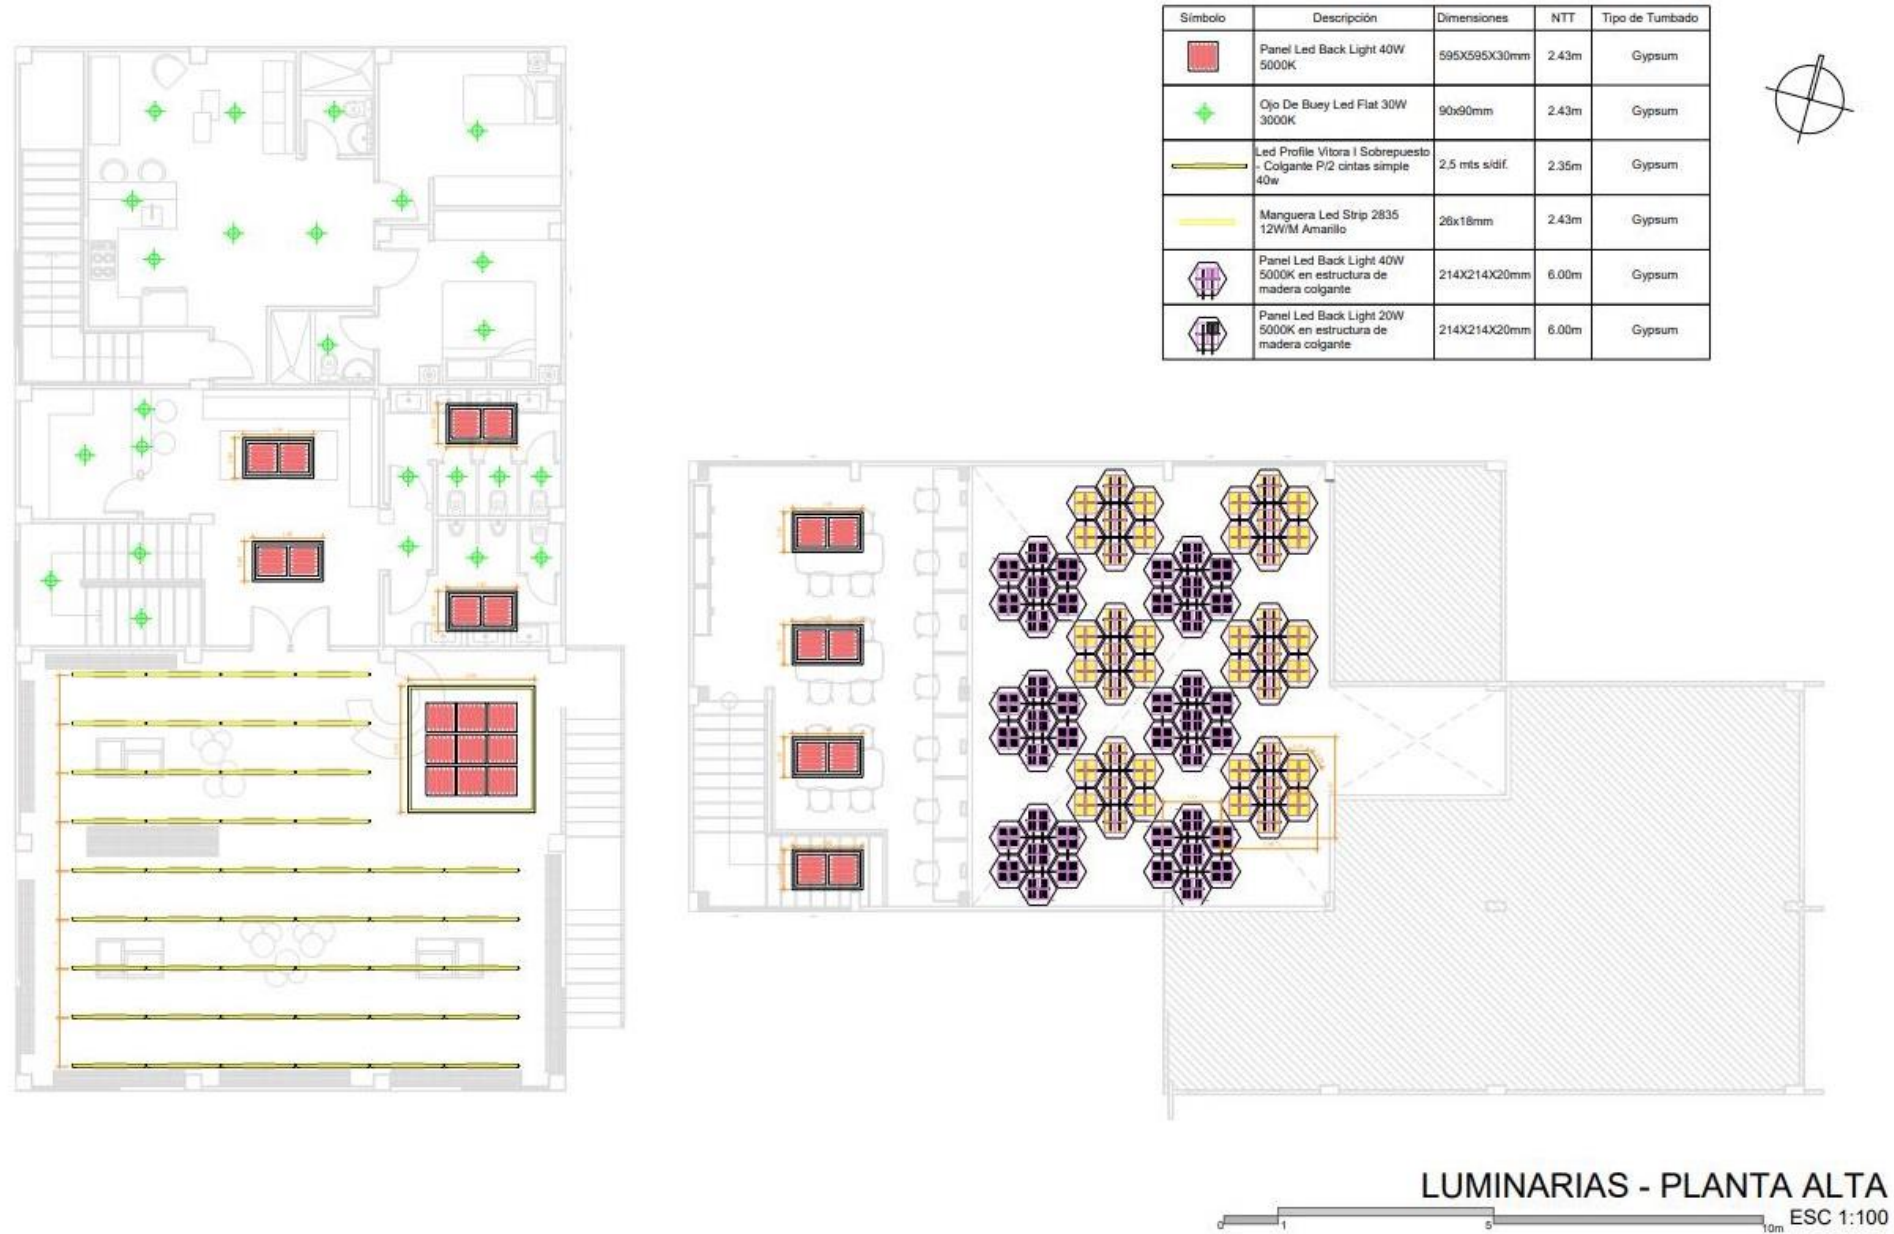 Símbolo Descripción Dimensiones NTT Tipo de Tumbado
Panel Led Back Light 40W
5000K
595X595X30mm 2.43m Gypsum
Ojo De Buey Led Flat 30W
3000K
90x90mm 2.43m Gypsum
Led Profile Vitora I Sobrepuesto
- Colgante P/2 cintas simple
40w
2,5 mts s/dif. 2.35m Gypsum
Manguera Led Strip 2835
12W/M Amarillo
26x18mm 2.43m Gypsum
Panel Led Back Light 40W
5000K en estructura de
madera colgante
214X214X20mm 6.00m Gypsum
Panel Led Back Light 20W
5000K en estructura de
madera colgante
214X214X20mm 6.00m Gypsum
LUMINARIAS - PLANTA ALTA
0 1 5 10m ESC 1:100